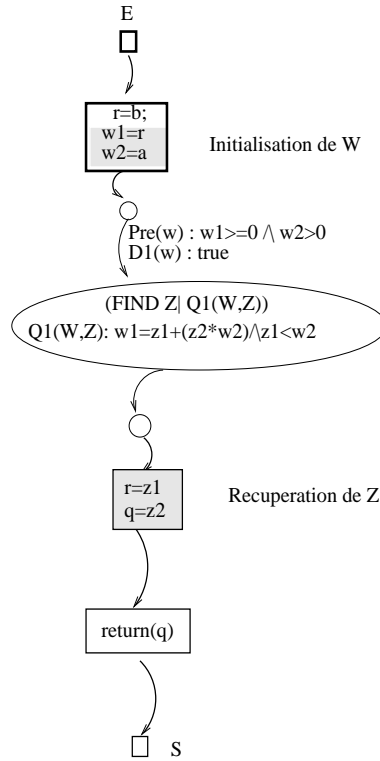 E
r=b;
w1=r
w2=a
Initialisation de W
Pre(w) : w1>=0 /\ w2>0
D1(w) : true
(FIND Z| Q1(W,Z))
Q1(W,Z): w1=z1+(z2*w2)/\z1<w2
r=z1
q=z2
Recuperation de Z
return(q)
S